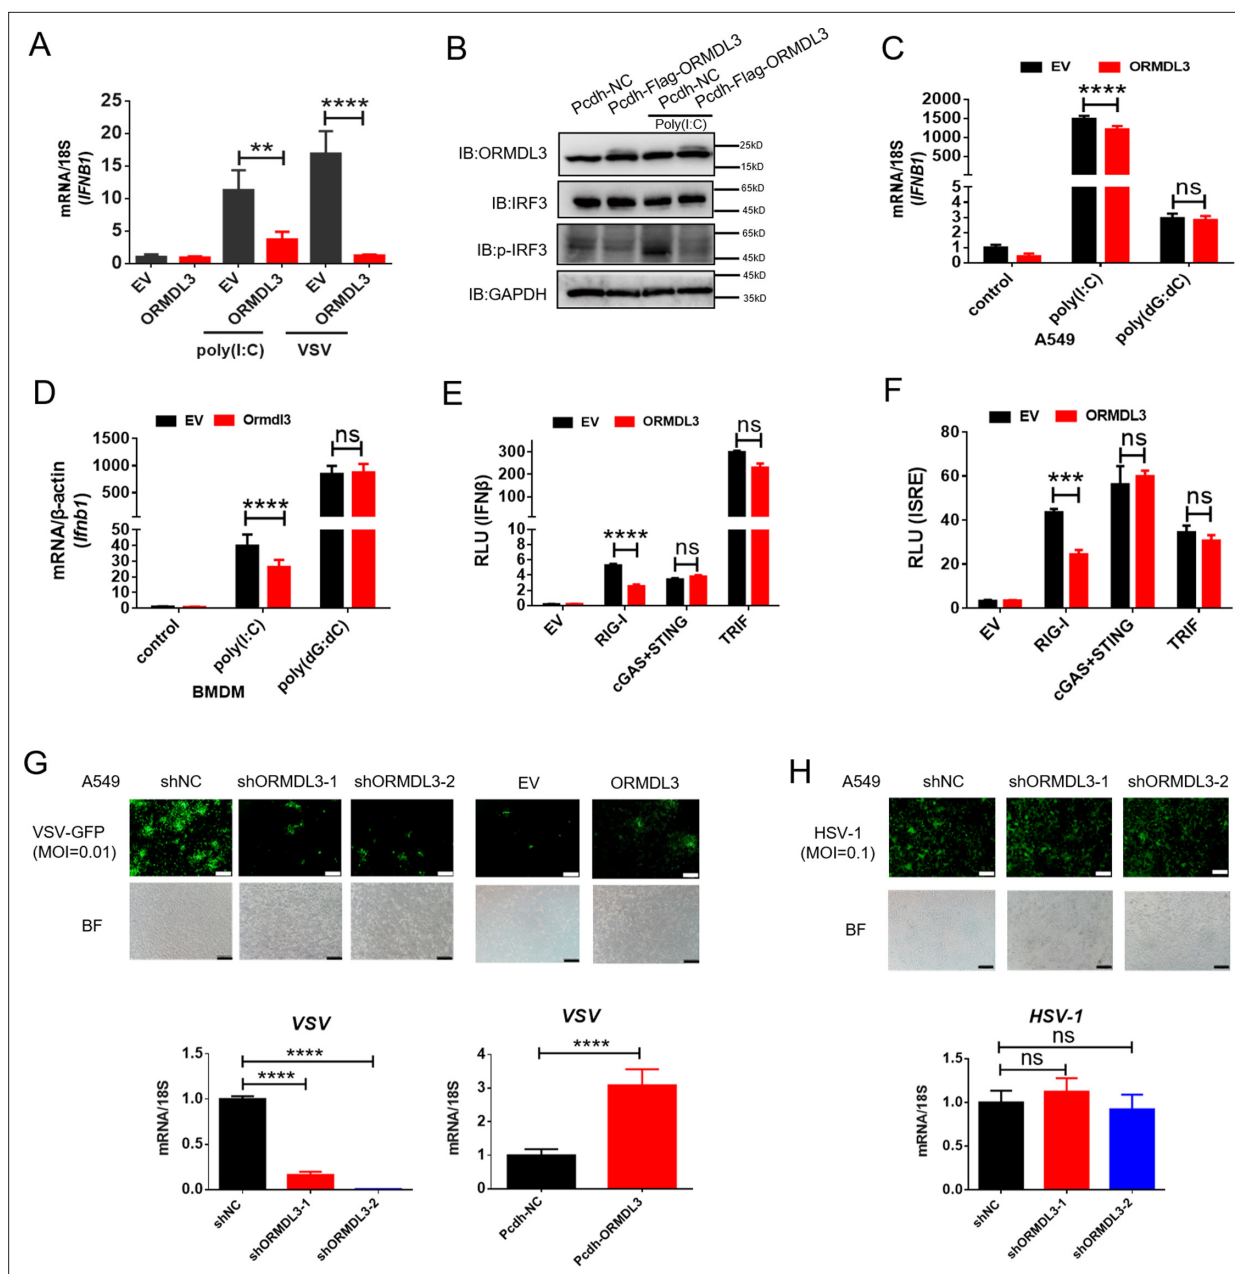 A
mRNA/18S
(IFNB1)
25
20
15
10
5
0
**
****
EV
ORMDL3
EV
ORMDL3
EV
ORMDL3
poly(I:C)
VSV
B
Pcdh-NC
Pcdh-Flag-ORMDL3
Pcdh-NC
Pcdh-Flag-ORMDL3
Poly(I:C)
IB:ORMDL3
25kD
15kD
IB:IRF3
65kD
45kD
IB:p-IRF3
65kD
45kD
IB:GAPDH
45kD
35kD
C
EV
ORMDL3
mRNA/18S
(IFNB1)
2000
1500
1000
500
5
4
3
2
1
0
****
ns
control
poly(I:C)
poly(dG:dC)
A549
D
EV
Ormdl3
mRNA/β-actin
(Ifnb1)
1500
1000
500
50
40
30
20
10
0
****
ns
control
poly(I:C)
poly(dG:dC)
BMDM
E
EV
ORMDL3
RLU (IFNβ)
300
200
100
8
6
4
2
0
****
ns
ns
EV
RIG-I
cGAS+STING
TRIF
F
EV
ORMDL3
RLU (ISRE)
80
60
40
20
0
***
ns
ns
EV
RIG-I
cGAS+STING
TRIF
G
A549
shNC
shORMDL3-1
shORMDL3-2
EV
ORMDL3
VSV-GFP
(MOI=0.01)
BF
VSV
mRNA/18S
1.5
1.0
0.5
0.0
****
****
shNC
shORMDL3-1
shORMDL3-2
VSV
mRNA/18S
4
3
2
1
0
****
Pcdh-NC
Pcdh-ORMDL3
H
A549
shNC
shORMDL3-1
shORMDL3-2
HSV-1
(MOI=0.1)
BF
HSV-1
mRNA/18S
1.5
1.0
0.5
0.0
ns
ns
shNC
shORMDL3-1
shORMDL3-2